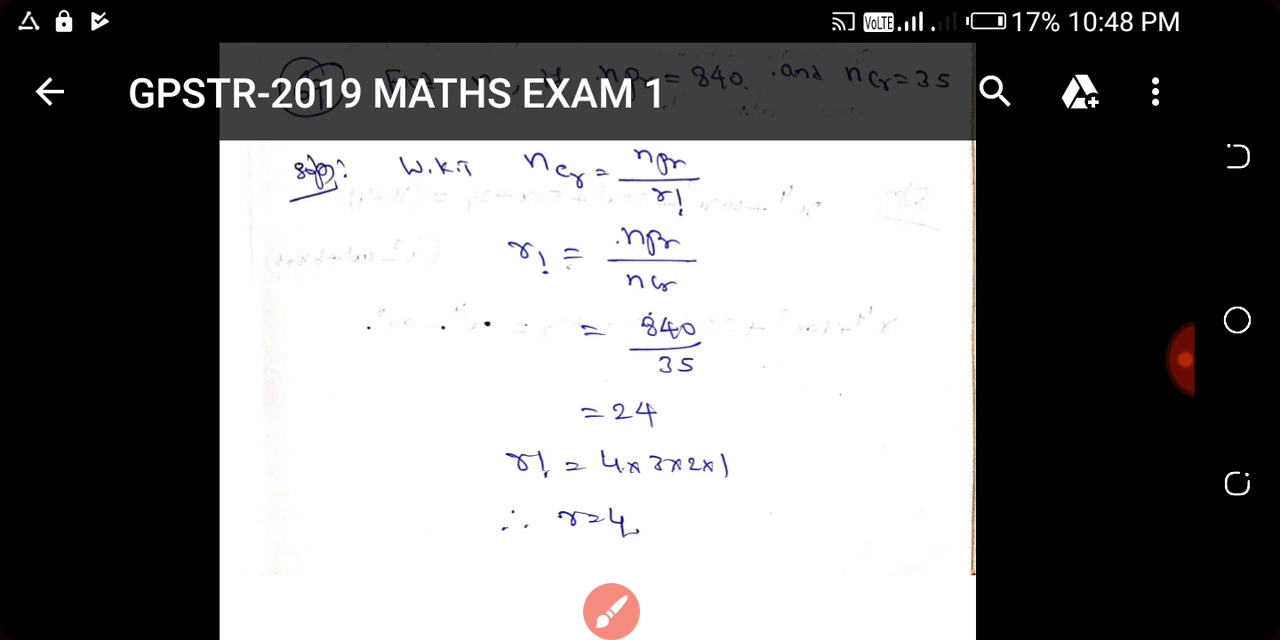 VoLTE 17% 10:48 PM
GPSTR-2019 MATHS EXAM 1
nPr = 840. and nCr = 35
W.K.T nCr = nPr / r!
r! = nPr / nCr
= 840 / 35
= 24
r! = 4×3×2×1
∴ r=4